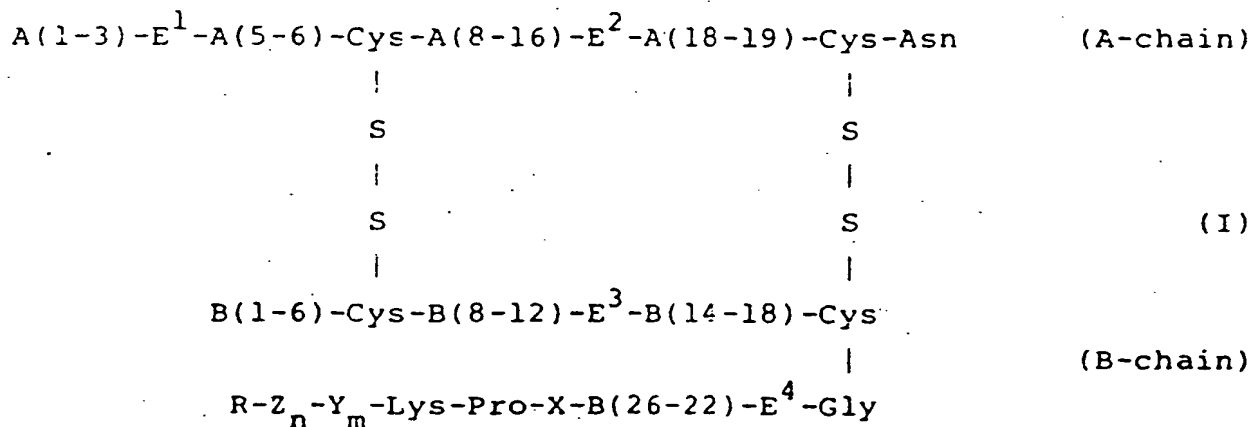 A(1-3)-E¹-A(5-6)-Cys-A(8-16)-E²-A(18-19)-Cys-Asn (A-chain)
| |
S S
| |
S S (I)
| |
B(1-6)-Cys-B(8-12)-E³-B(14-18)-Cys
| (B-chain)
R-Zₙ-Yₘ-Lys-Pro-X-B(26-22)-E⁴-Gly